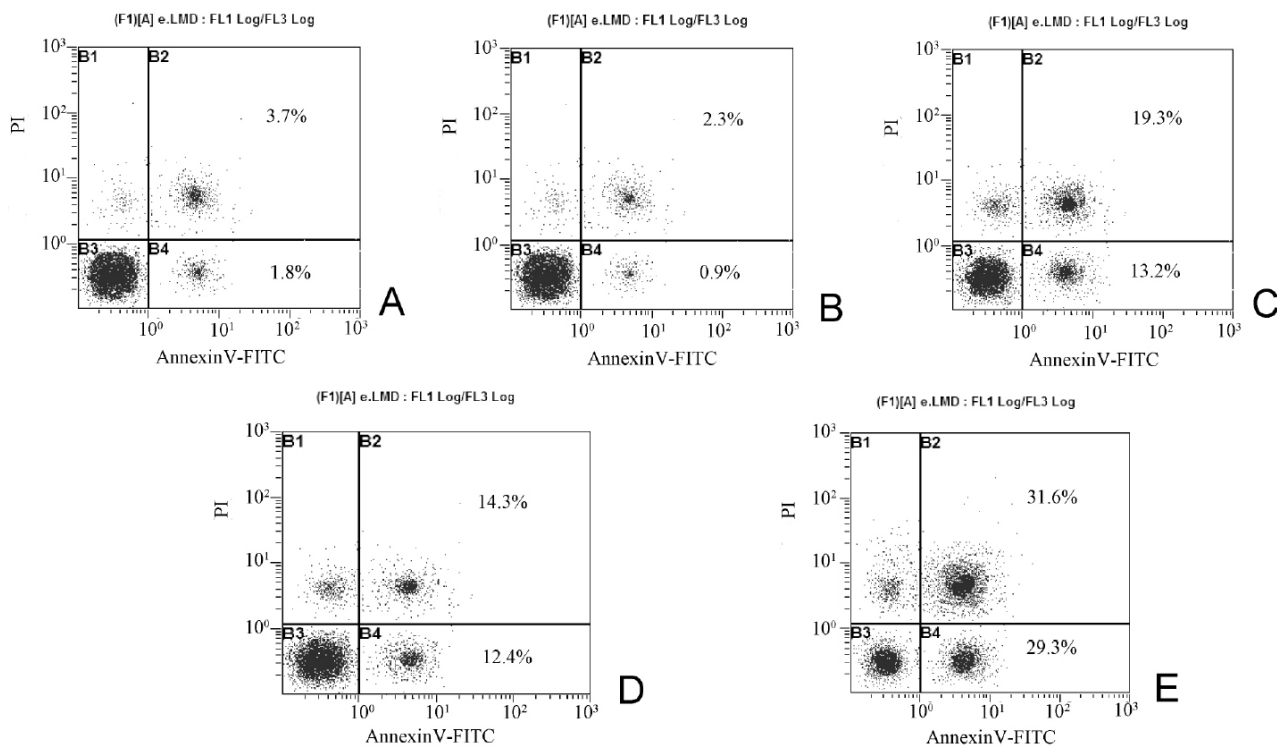 (F1)[A] e.LMD : FL1 Log/FL3 Log
10³
B1 B2
3.7%
10²
PI
10¹
10⁰
B3 B4
1.8%
10⁰ 10¹ 10² 10³
AnnexinV-FITC
A
(F1)[A] e.LMD : FL1 Log/FL3 Log
10³
B1 B2
2.3%
10²
PI
10¹
10⁰
B3 B4
0.9%
10⁰ 10¹ 10² 10³
AnnexinV-FITC
B
(F1)[A] e.LMD : FL1 Log/FL3 Log
10³
B1 B2
19.3%
10²
PI
10¹
10⁰
B3 B4
13.2%
10⁰ 10¹ 10² 10³
AnnexinV-FITC
C
(F1)[A] e.LMD : FL1 Log/FL3 Log
10³
B1 B2
14.3%
10²
PI
10¹
10⁰
B3 B4
12.4%
10⁰ 10¹ 10² 10³
AnnexinV-FITC
D
(F1)[A] e.LMD : FL1 Log/FL3 Log
10³
B1 B2
31.6%
10²
PI
10¹
10⁰
B3 B4
29.3%
10⁰ 10¹ 10² 10³
AnnexinV-FITC
E